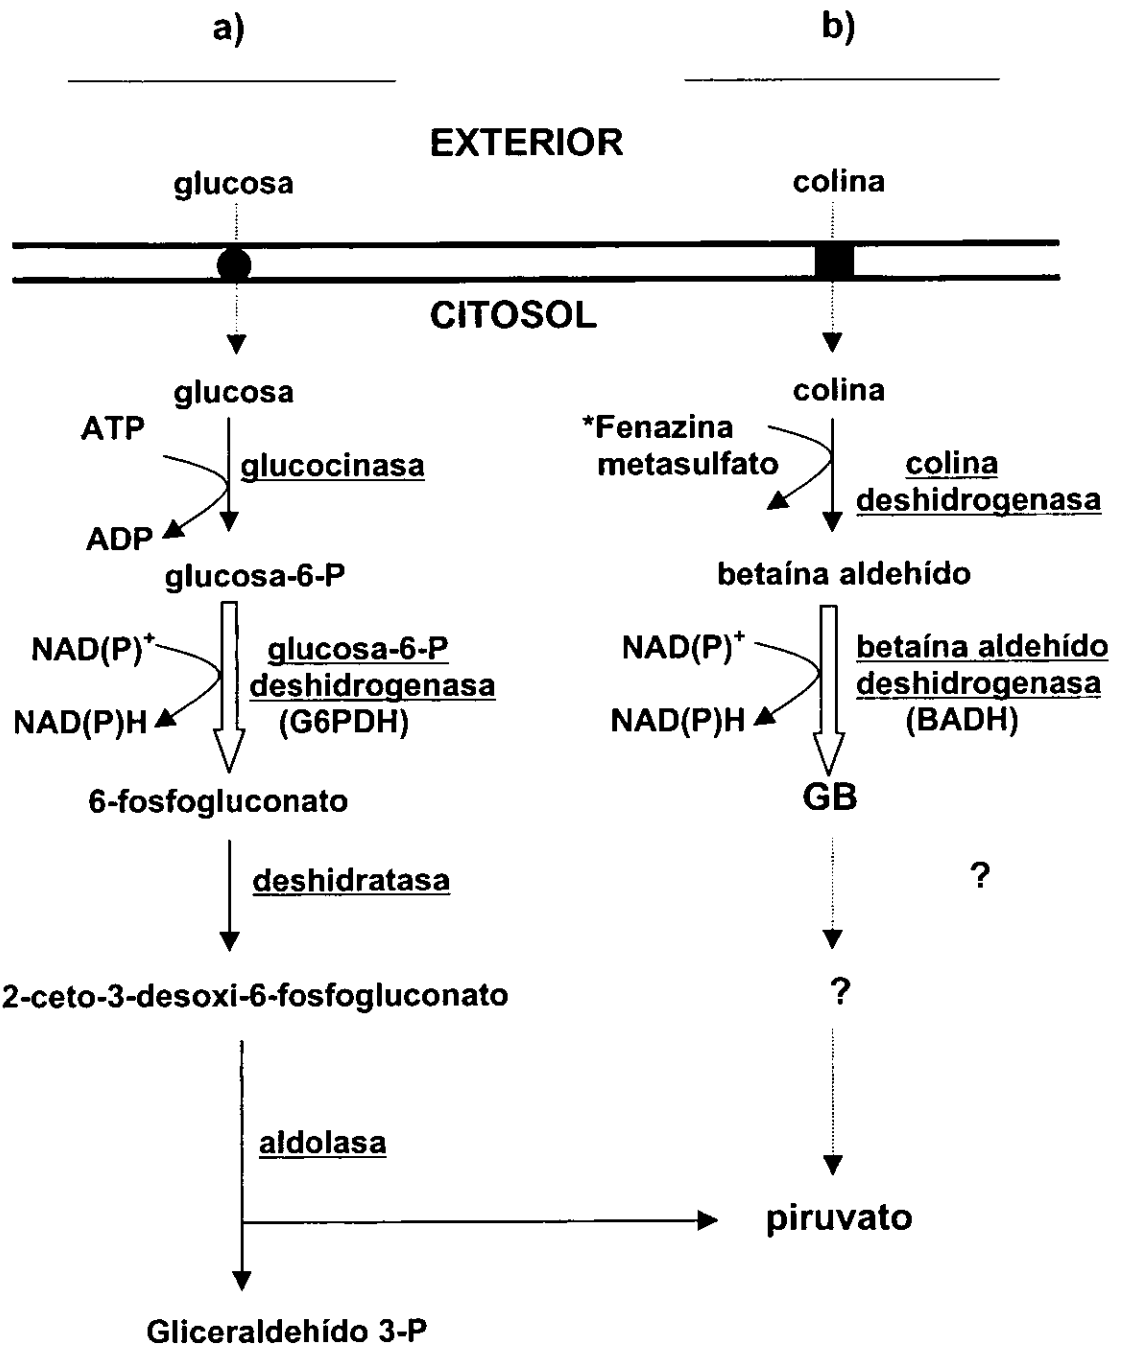 a)
b)
EXTERIOR
glucosa
colina
CITOSOL
glucosa
colina
ATP
glucocinasa
ADP
*Fenazina
metasulfato
colina
deshidrogenasa
glucosa-6-P
betaína aldehído
NAD(P)+
glucosa-6-P
deshidrogenasa
(G6PDH)
NAD(P)H
NAD(P)+
betaína aldehído
deshidrogenasa
(BADH)
NAD(P)H
6-fosfogluconato
GB
deshidratasa
?
2-ceto-3-desoxi-6-fosfogluconato
?
aldolasa
piruvato
Gliceraldehído 3-P